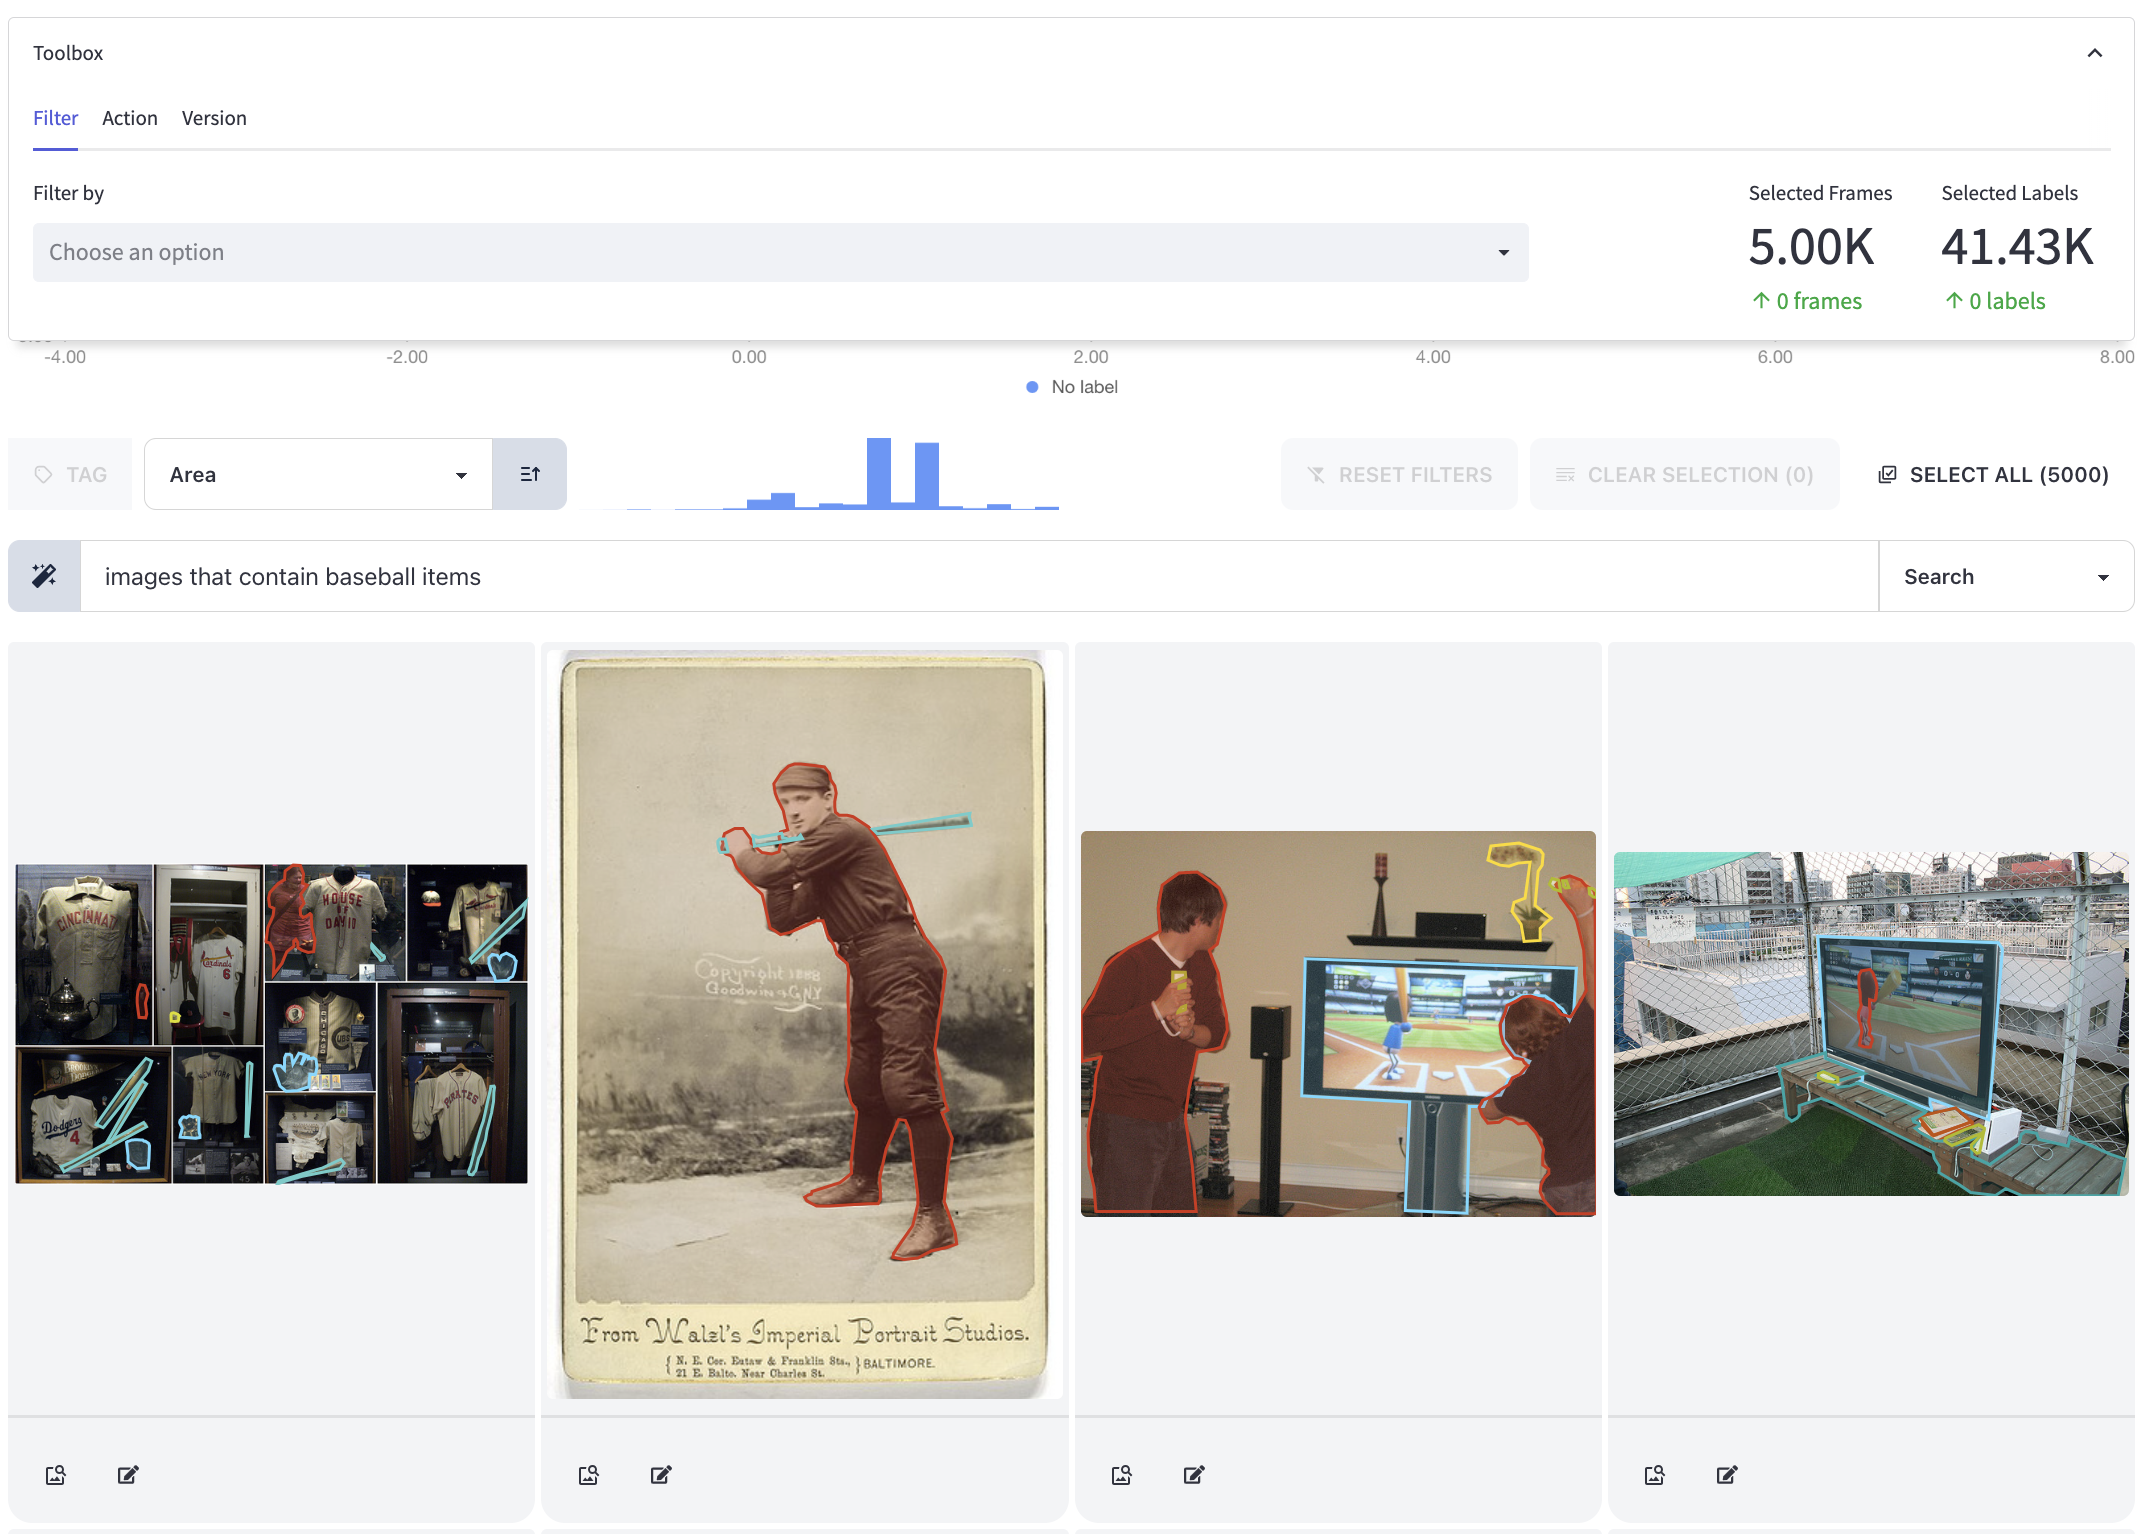 Toolbox
Filter Action Version
Filter by
Choose an option
Selected Frames
5.00K
↑ 0 frames
Selected Labels
41.43K
↑ 0 labels
-4.00 -2.00 0.00 2.00 4.00 6.00 8.00
No label
TAG
Area
RESET FILTERS
CLEAR SELECTION (0)
SELECT ALL (5000)
images that contain baseball items
Search
CINCINNATI
Cardinals
6
HOUSE
OF
DAVID
CHICAGO
CUBS
Dodgers
4
NEW YORK
PIRATES
Copyright 1888
Goodwin & Co. N.Y.
From Walzl's Imperial Portrait Studios.
{ N. E. Cor. Eutaw & Franklin Sts., } BALTIMORE.
21 E. Balto. Near Charles St.